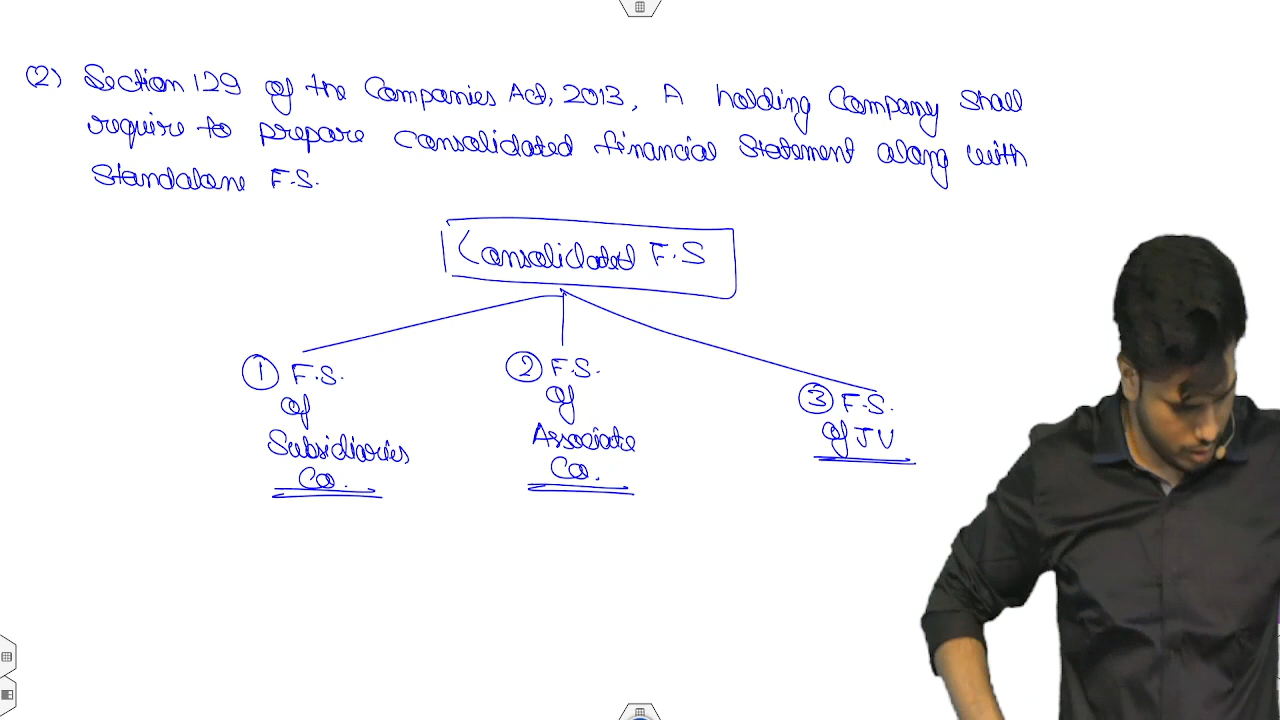 (2) Section 129 of the Companies Act, 2013, A holding Company shall
require to prepare Consolidated financial Statement along with
Standalone F.S.
Consolidated F.S
① F.S.
of
Subsidiaries
Co.
② F.S.
of
Associate
Co.
③ F.S.
of JV